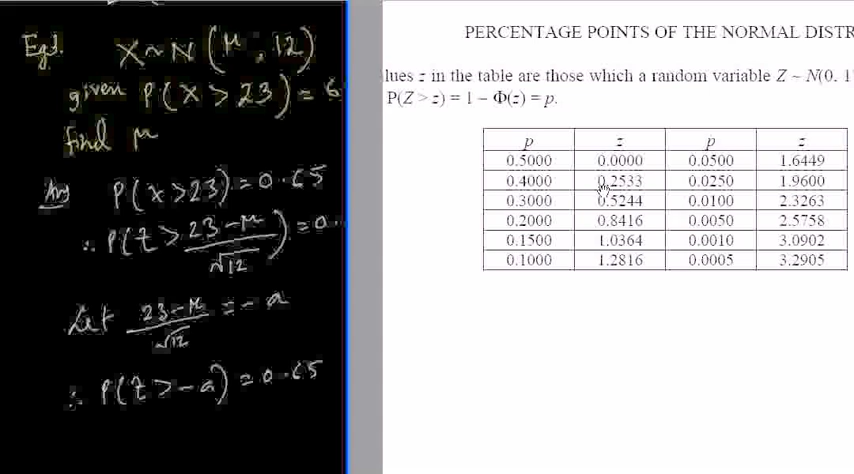 Eg1. X ~ N(μ, 12)
given P(X > 23) = 6
find μ
Ans P(x > 23) = 0.65
∴ P(Z > 23-μ/√12) = 0.
Let 23-μ/√12 = -a
∴ P(Z > -a) = 0.65
PERCENTAGE POINTS OF THE NORMAL DISTR
lues z in the table are those which a random variable Z ~ N(0, 1
P(Z > z) = 1 − Φ(z) = p.
p z p z
0.5000 0.0000 0.0500 1.6449
0.4000 0.2533 0.0250 1.9600
0.3000 0.5244 0.0100 2.3263
0.2000 0.8416 0.0050 2.5758
0.1500 1.0364 0.0010 3.0902
0.1000 1.2816 0.0005 3.2905